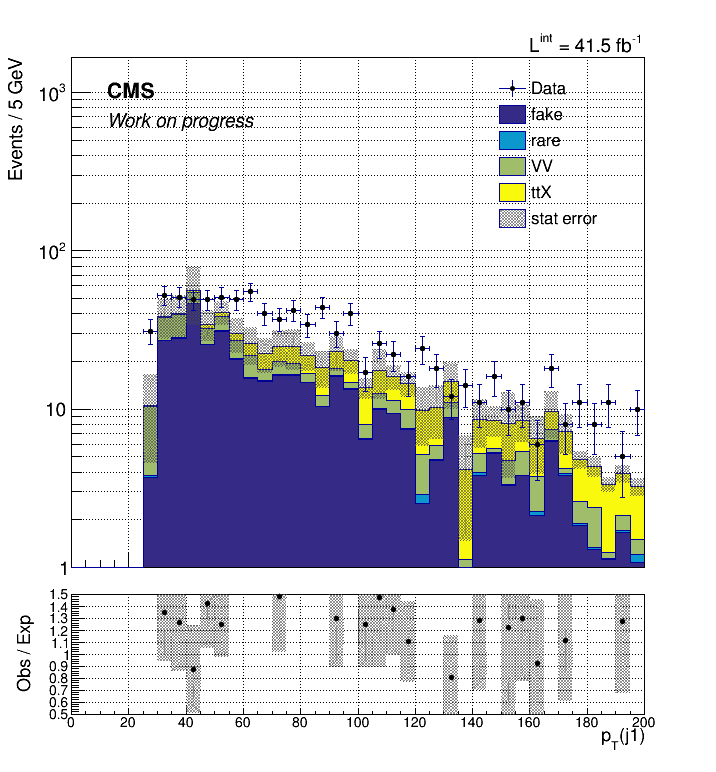 L^int = 41.5 fb^-1
Events / 5 GeV
CMS
Work on progress
Data
fake
rare
VV
ttX
stat error
10^3
10^2
10
1
Obs / Exp
1.5
1.4
1.3
1.2
1.1
1
0.9
0.8
0.7
0.6
0.5
0 20 40 60 80 100 120 140 160 180 200
p_T(j1)